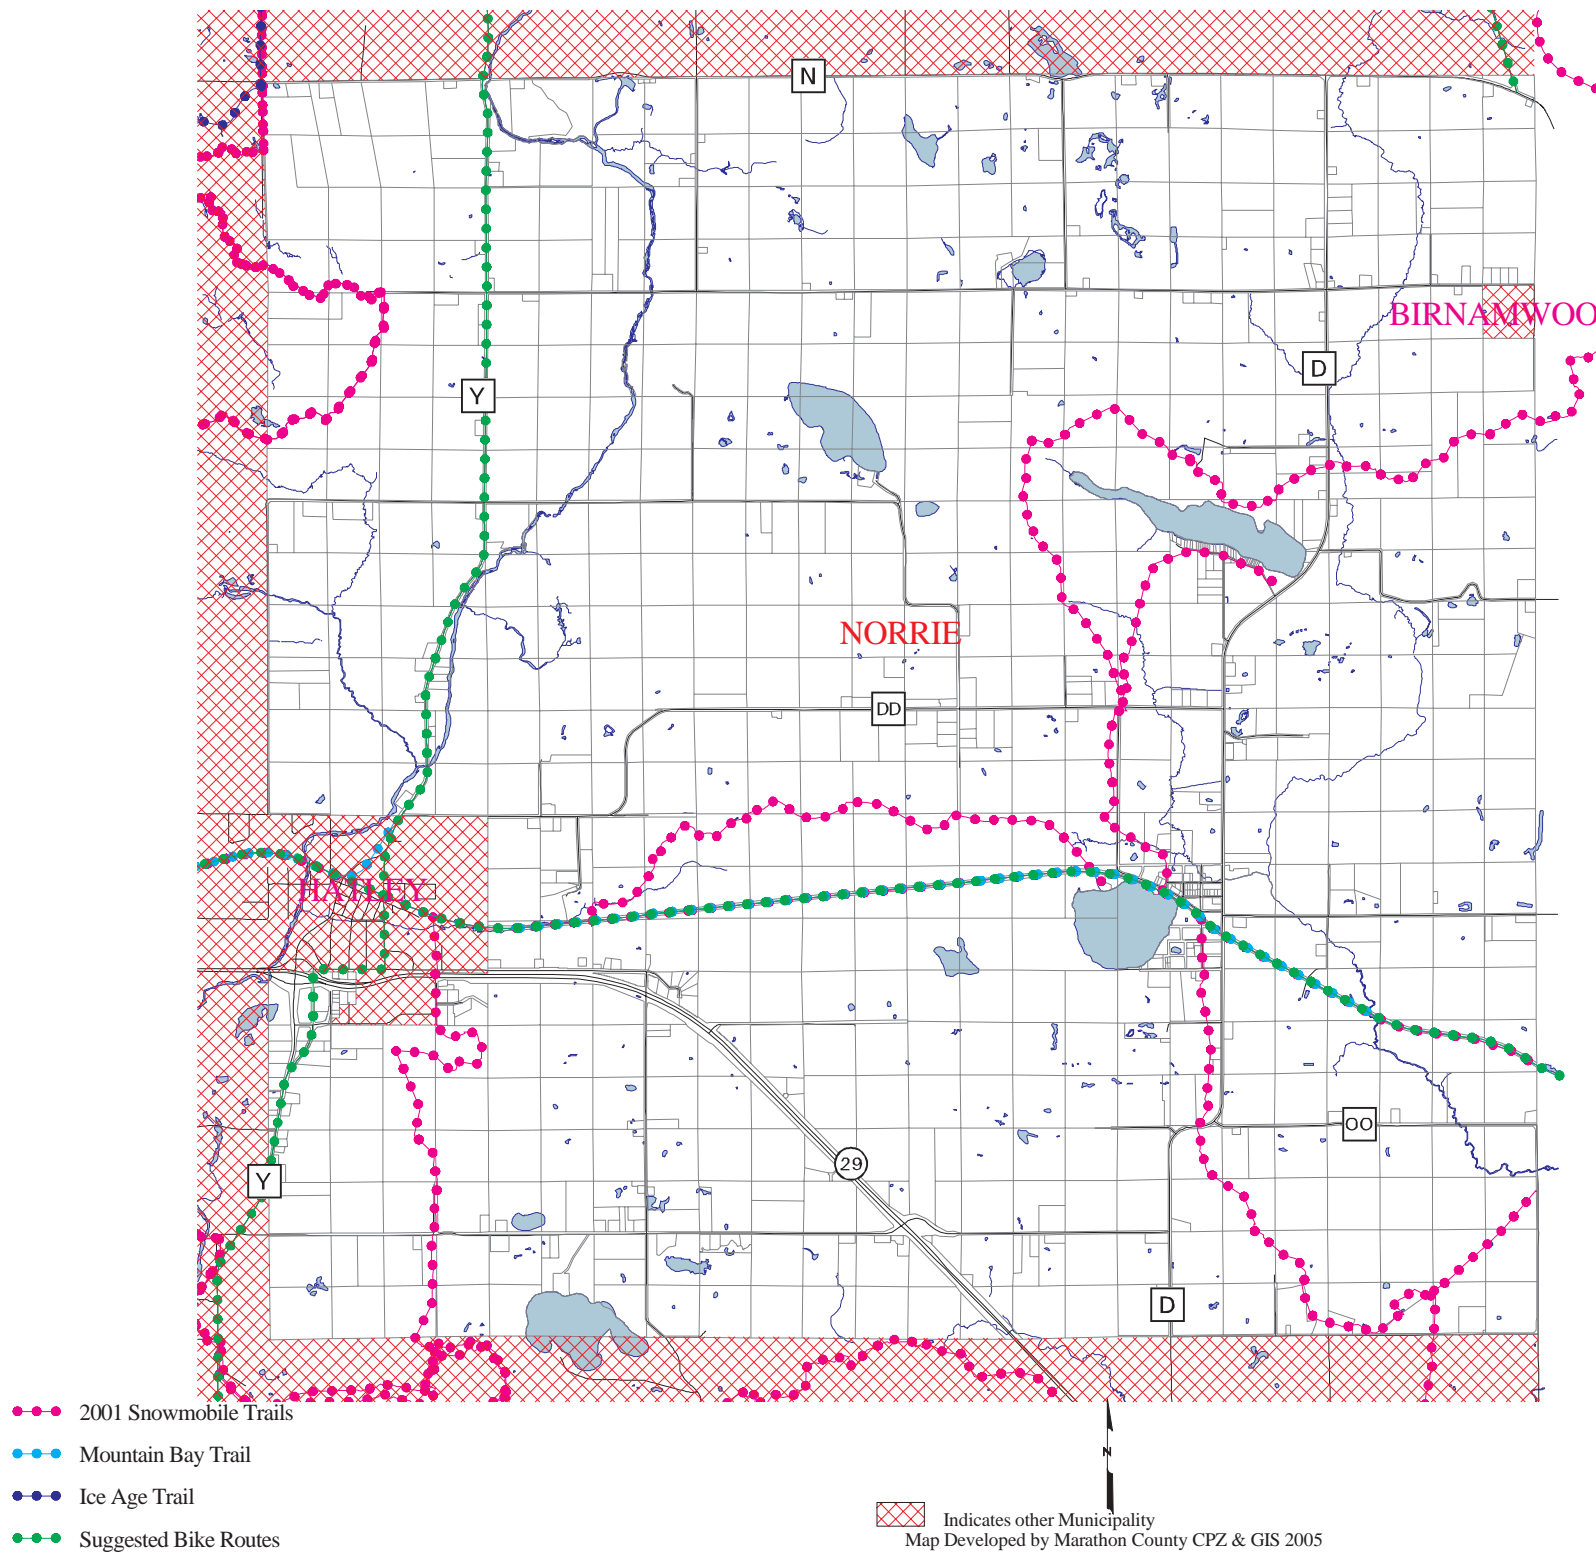 N
BIRNAMWOO
D
Y
NORRIE
DD
HATLEY
OO
29
Y
D
2001 Snowmobile Trails
Mountain Bay Trail
N
Ice Age Trail
Indicates other Municipality
Suggested Bike Routes
Map Developed by Marathon County CPZ & GIS 2005